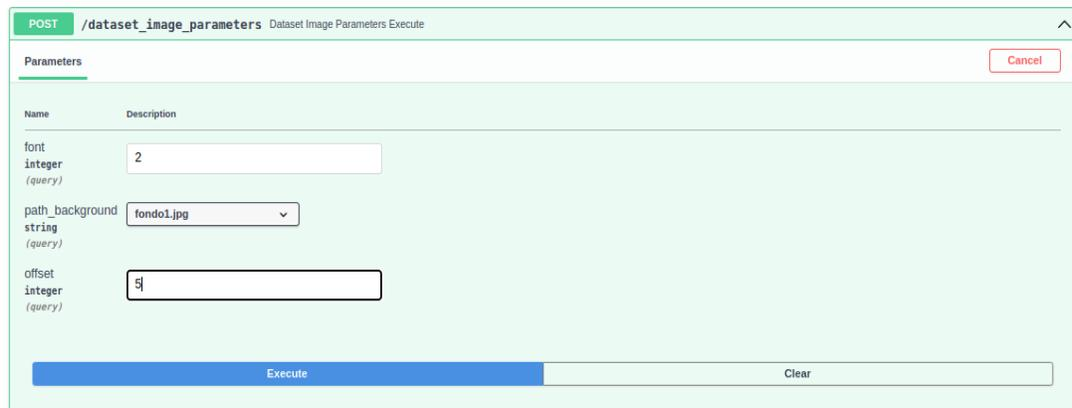 POST /dataset_image_parameters Dataset Image Parameters Execute
Parameters Cancel
Name Description
font 2
integer
(query)
path_background fondo1.jpg
string
(query)
offset 5
integer
(query)
Execute Clear